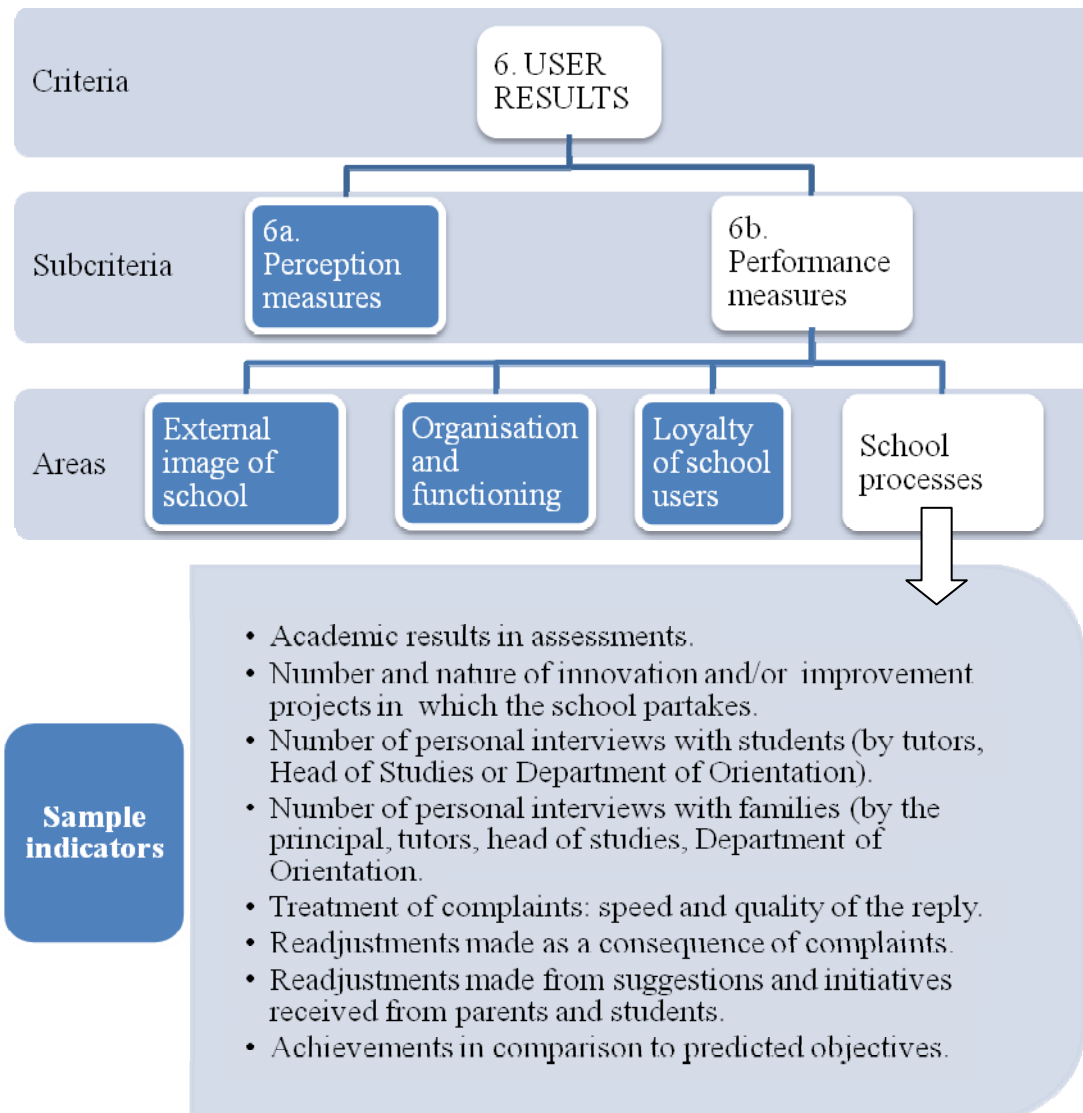 Criteria
6. USER
RESULTS
Subcriteria
6a.
Perception
measures
6b.
Performance
measures
Areas
External
image of
school
Organisation
and
functioning
Loyalty
of school
users
School
processes
Sample
indicators
• Academic results in assessments.
• Number and nature of innovation and/or improvement
projects in which the school partakes.
• Number of personal interviews with students (by tutors,
Head of Studies or Department of Orientation).
• Number of personal interviews with families (by the
principal, tutors, head of studies, Department of
Orientation.
• Treatment of complaints: speed and quality of the reply.
• Readjustments made as a consequence of complaints.
• Readjustments made from suggestions and initiatives
received from parents and students.
• Achievements in comparison to predicted objectives.